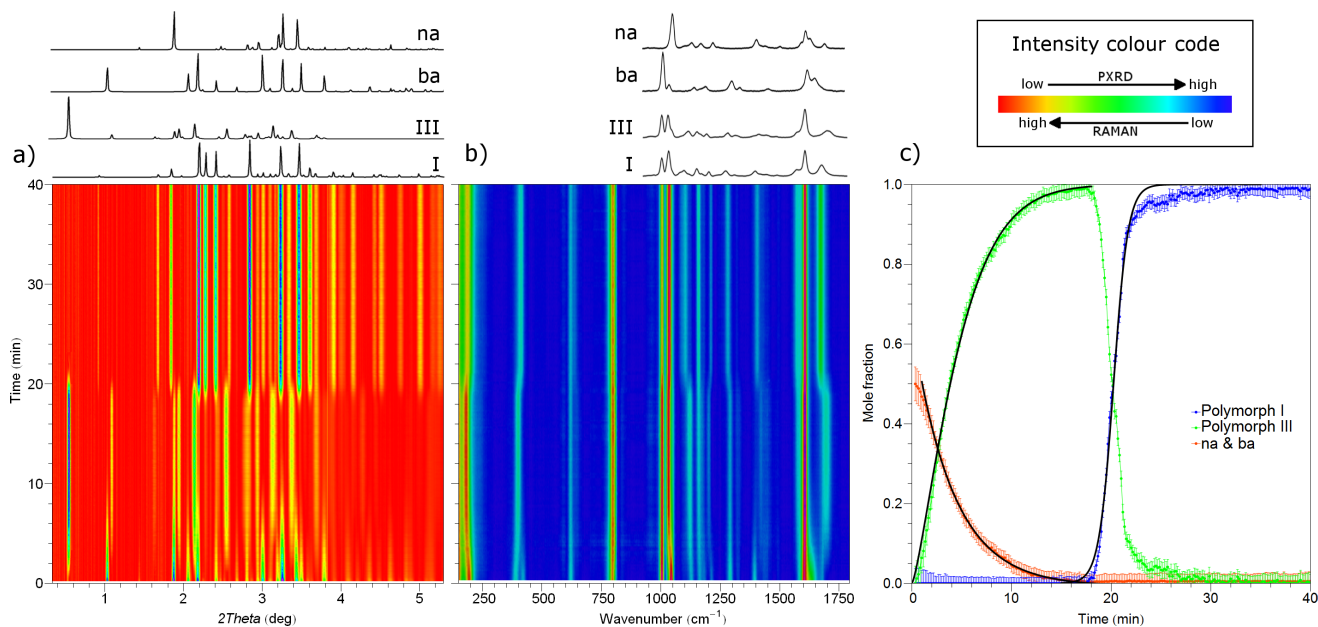 na
ba
III
I
a)
40
30
20
10
0
Time (min)
1 2 3 4 5
2Theta (deg)
na
ba
III
I
b)
250 500 750 1000 1250 1500 1750
Wavenumber (cm⁻¹)
Intensity colour code
PXRD
low high
high low
RAMAN
c)
1.0
0.8
0.6
0.4
0.2
0.0
Mole fraction
Polymorph I
Polymorph III
na & ba
0 10 20 30 40
Time (min)